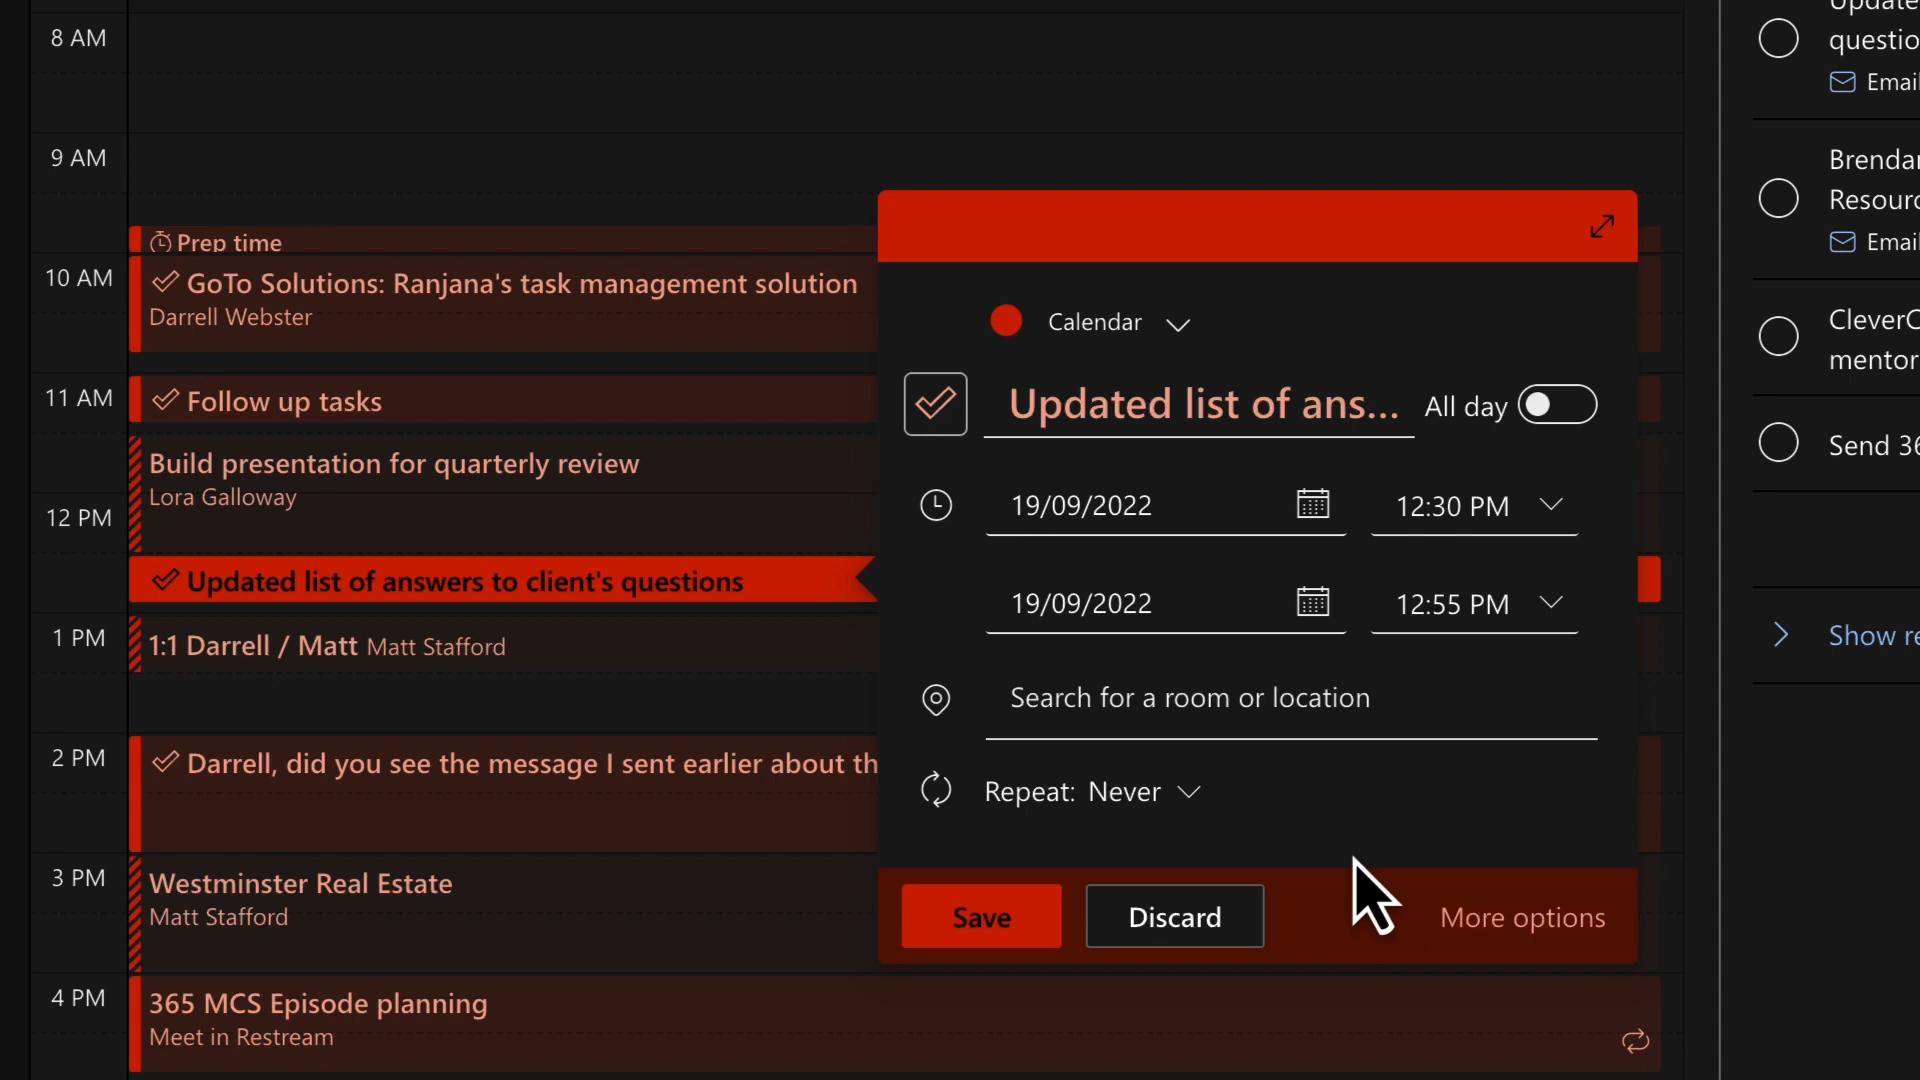 8 AM
9 AM
Prep time
10 AM
GoTo Solutions: Ranjana's task management solution
Darrell Webster
11 AM
Follow up tasks
Build presentation for quarterly review
Lora Galloway
12 PM
Updated list of answers to client's questions
1 PM
1:1 Darrell / Matt Matt Stafford
2 PM
Darrell, did you see the message I sent earlier about th
3 PM
Westminster Real Estate
Matt Stafford
4 PM
365 MCS Episode planning
Meet in Restream
Calendar
Updated list of ans...
All day
19/09/2022
12:30 PM
19/09/2022
12:55 PM
Search for a room or location
Repeat: Never
Save
Discard
More options
Update
questio
Email
Brendan
Resourc
Email
CleverC
mentor
Send 36
Show re